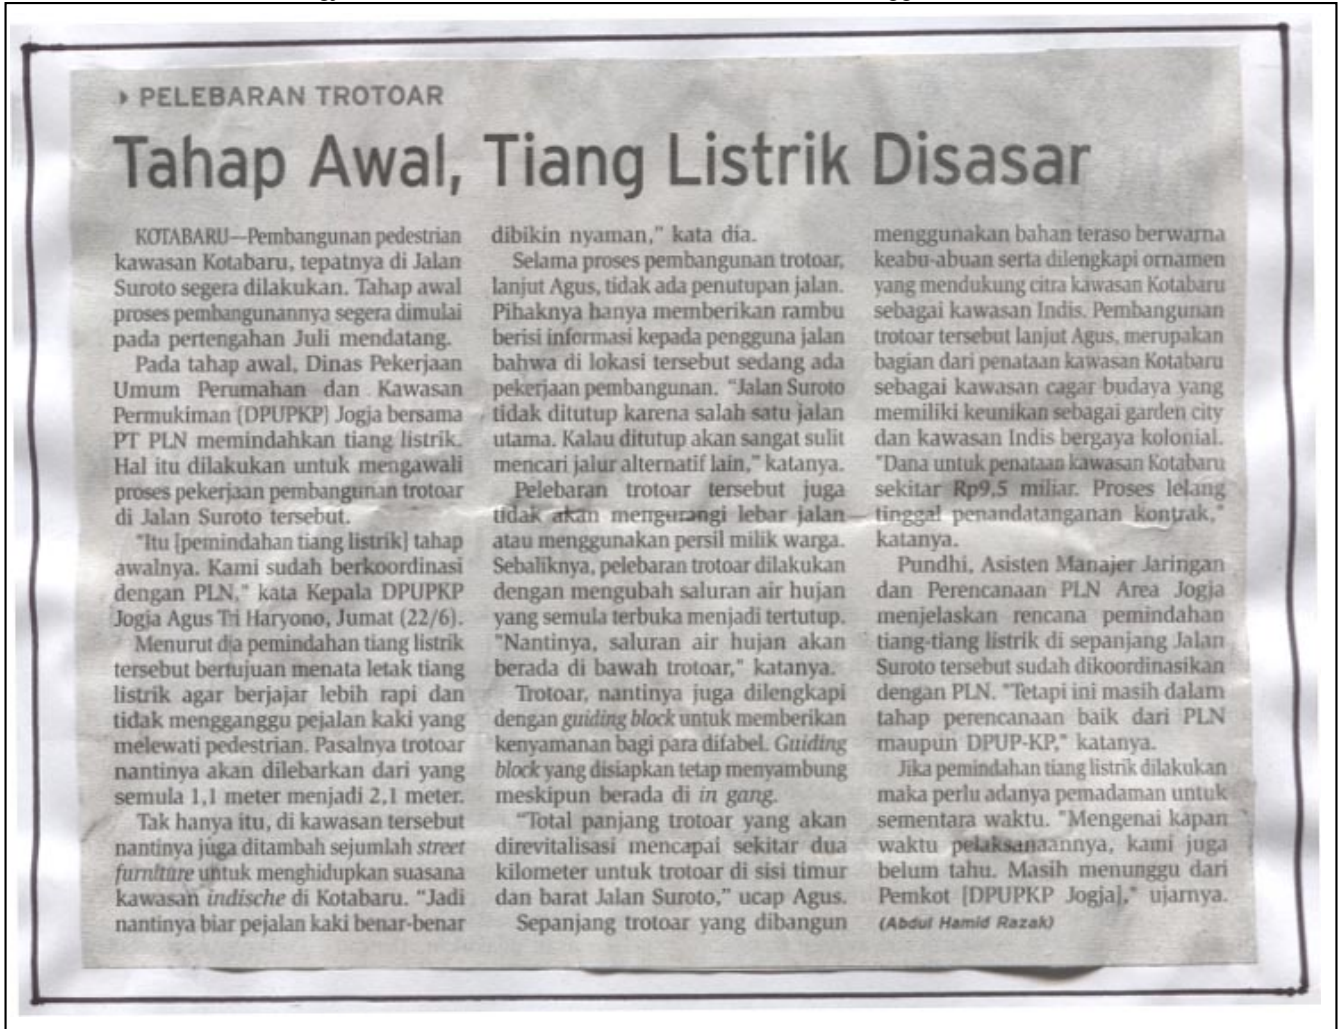 PELEBARAN TROTOAR
Tahap Awal, Tiang Listrik Disasar
KOTABARU—Pembangunan pedestrian
kawasan Kotabaru, tepatnya di Jalan
Suroto segera dilakukan. Tahap awal
proses pembangunannya segera dimulai
pada pertengahan Juli mendatang.
Pada tahap awal, Dinas Pekerjaan
Umum Perumahan dan Kawasan
Permukiman (DPUPKP) Jogja bersama
PT PLN memindahkan tiang listrik.
Hal itu dilakukan untuk mengawali
proses pekerjaan pembangunan trotoar
di Jalan Suroto tersebut.
"Itu [pemindahan tiang listrik] tahap
awalnya. Kami sudah berkoordinasi
dengan PLN," kata Kepala DPUPKP
Jogja Agus Tri Haryono, Jumat (22/6).
Menurut dia pemindahan tiang listrik
tersebut bertujuan menata letak tiang
listrik agar berjajar lebih rapi dan
tidak mengganggu pejalan kaki yang
melewati pedestrian. Pasalnya trotoar
nantinya akan dilebarkan dari yang
semula 1,1 meter menjadi 2,1 meter.
Tak hanya itu, di kawasan tersebut
nantinya juga ditambah sejumlah street
furniture untuk menghidupkan suasana
kawasan indische di Kotabaru. "Jadi
nantinya biar pejalan kaki benar-benar
dibikin nyaman," kata dia.
Selama proses pembangunan trotoar,
lanjut Agus, tidak ada penutupan jalan.
Pihaknya hanya memberikan rambu
berisi informasi kepada pengguna jalan
bahwa di lokasi tersebut sedang ada
pekerjaan pembangunan. "Jalan Suroto
tidak ditutup karena salah satu jalan
utama. Kalau ditutup akan sangat sulit
mencari jalur alternatif lain," katanya.
Pelebaran trotoar tersebut juga
tidak akan mengurangi lebar jalan
atau menggunakan persil milik warga.
Sebaliknya, pelebaran trotoar dilakukan
dengan mengubah saluran air hujan
yang semula terbuka menjadi tertutup.
"Nantinya, saluran air hujan akan
berada di bawah trotoar," katanya.
Trotoar, nantinya juga dilengkapi
dengan guiding block untuk memberikan
kenyamanan bagi para difabel. Guiding
block yang disiapkan tetap menyambung
meskipun berada di in gang.
"Total panjang trotoar yang akan
direvitalisasi mencapai sekitar dua
kilometer untuk trotoar di sisi timur
dan barat Jalan Suroto," ucap Agus.
Sepanjang trotoar yang dibangun
menggunakan bahan teraso berwarna
keabu-abuan serta dilengkapi ornamen
yang mendukung citra kawasan Kotabaru
sebagai kawasan Indis. Pembangunan
trotoar tersebut lanjut Agus, merupakan
bagian dari penataan kawasan Kotabaru
sebagai kawasan cagar budaya yang
memiliki keunikan sebagai garden city
dan kawasan Indis bergaya kolonial.
"Dana untuk penataan kawasan Kotabaru
sekitar Rp9,5 miliar. Proses lelang
tinggal penandatanganan kontrak,"
katanya.
Pundhi, Asisten Manajer Jaringan
dan Perencanaan PLN Area Jogja
menjelaskan rencana pemindahan
tiang-tiang listrik di sepanjang Jalan
Suroto tersebut sudah dikoordinasikan
dengan PLN. "Tetapi ini masih dalam
tahap perencanaan baik dari PLN
maupun DPUP-KP," katanya.
Jika pemindahan tiang listrik dilakukan
maka perlu adanya pemadaman untuk
sementara waktu. "Mengenai kapan
waktu pelaksanaannya, kami juga
belum tahu. Masih menunggu dari
Pemkot [DPUPKP Jogja]," ujarnya.
(Abdul Hamid Razak)